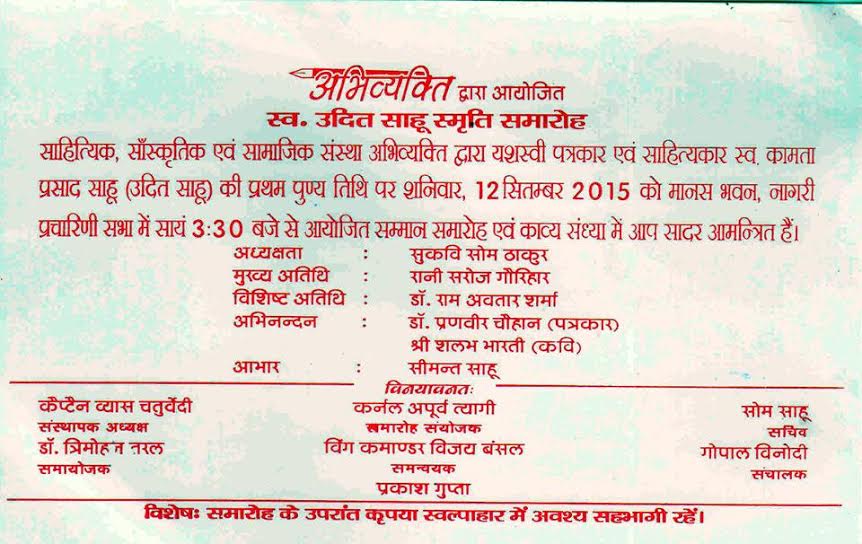 अभिव्यक्ति द्वारा आयोजित
स्व. उदित साहू स्मृति समारोह
साहित्यिक, साँस्कृतिक एवं सामाजिक संस्था अभिव्यक्ति द्वारा यशस्वी पत्रकार एवं साहित्यकार स्व. कामता
प्रसाद साहू (उदित साहू) की प्रथम पुण्य तिथि पर शनिवार, 12 सितम्बर 2015 को मानस भवन, नागरी
प्रचारिणी सभा में सायं 3:30 बजे से आयोजित सम्मान समारोह एवं काव्य संध्या में आप सादर आमन्त्रित हैं।
अध्यक्षता : सुकवि सोम ठाकुर
मुख्य अतिथि : रानी सरोज गौरिहार
विशिष्ट अतिथि : डॉ. राम अवतार शर्मा
अभिनन्दन : डॉ. प्रणवीर चौहान (पत्रकार)
श्री शलभ भारती (कवि)
आभार : सीमन्त साहू
विनयावनतः
कैप्टैन व्यास चतुर्वेदी कर्नल अपूर्व त्यागी सोम साहू
संस्थापक अध्यक्ष समारोह संयोजक सचिव
डॉ. त्रिमोहन तरल विंग कमाण्डर विजय बंसल गोपाल विनोदी
समायोजक समन्वयक संचालक
प्रकाश गुप्ता
विशेषः समारोह के उपरांत कृपया स्वल्पाहार में अवश्य सहभागी रहें।